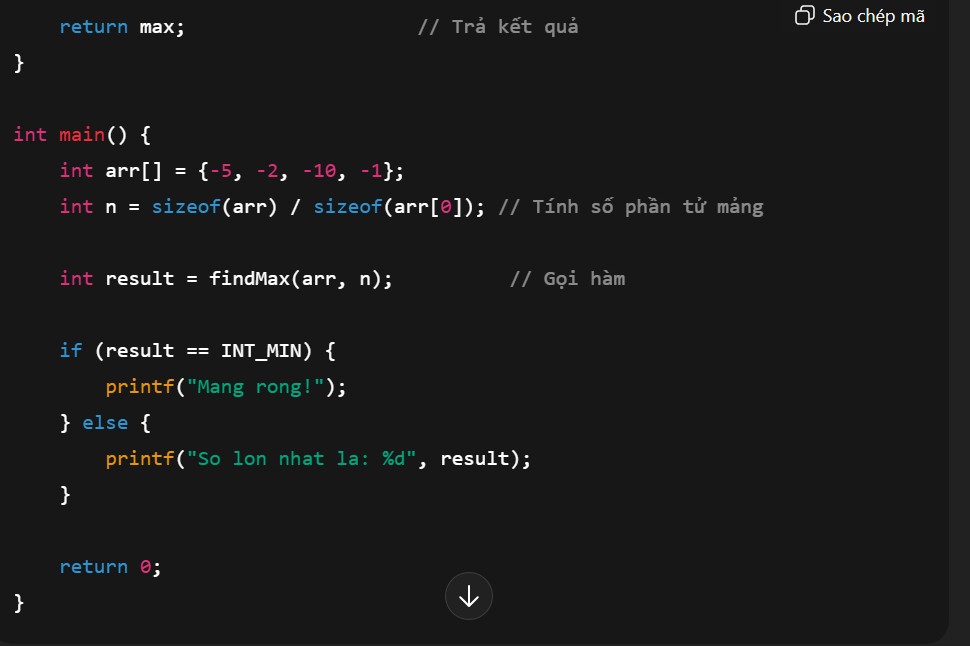 return max;                    // Trả kết quả
Sao chép mã
}
int main() {
    int arr[] = {-5, -2, -10, -1};
    int n = sizeof(arr) / sizeof(arr[0]); // Tính số phần tử mảng
    int result = findMax(arr, n);          // Gọi hàm
    if (result == INT_MIN) {
        printf("Mang rong!");
    } else {
        printf("So lon nhat la: %d", result);
    }
    return 0;
}